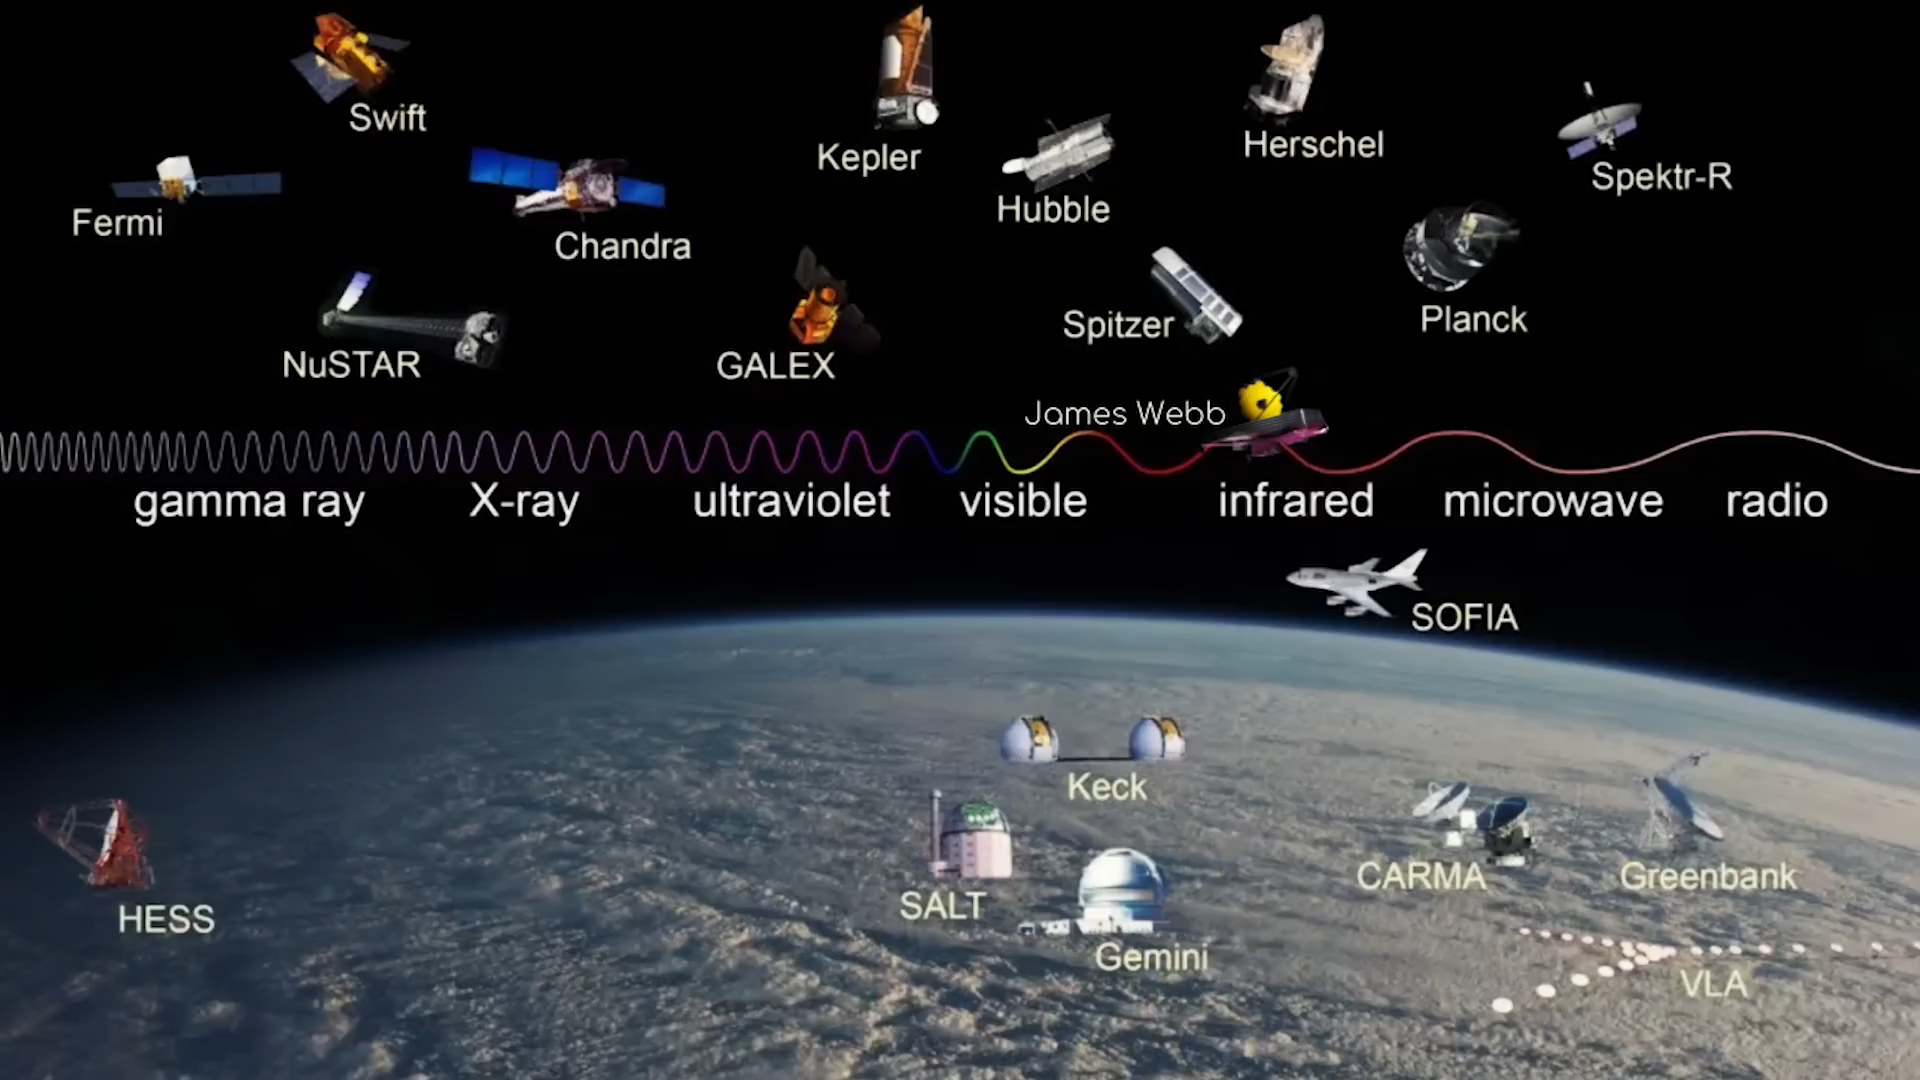 Swift
Kepler
Herschel
Hubble
Spektr-R
Fermi
Chandra
Spitzer
Planck
NuSTAR
GALEX
James Webb
gamma ray
X-ray
ultraviolet
visible
infrared
microwave
radio
SOFIA
Keck
CARMA
Greenbank
HESS
SALT
Gemini
VLA